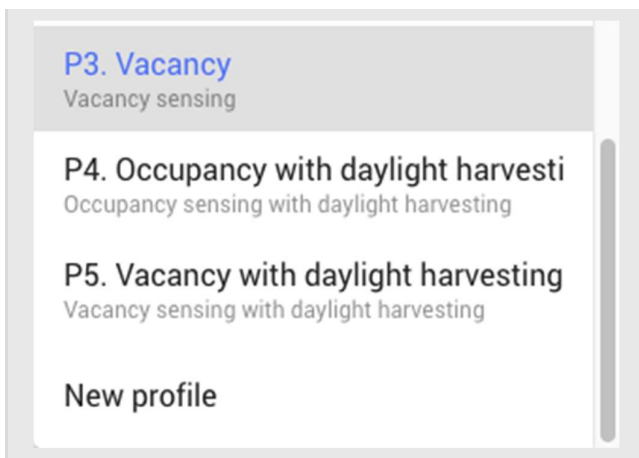 P3. Vacancy
Vacancy sensing
P4. Occupancy with daylight harvesti
Occupancy sensing with daylight harvesting
P5. Vacancy with daylight harvesting
Vacancy sensing with daylight harvesting
New profile